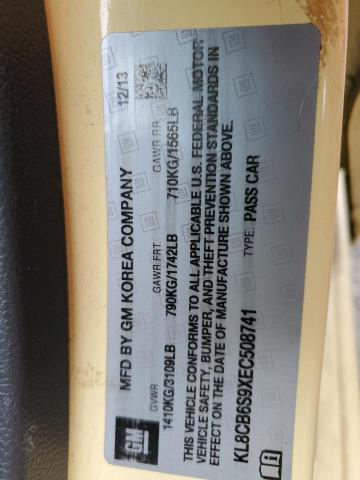 GM
MFD BY GM KOREA COMPANY 12/13
GVWR GAWR FRT GAWR RR
1410KG/3109LB 790KG/1742LB 710KG/1565LB
THIS VEHICLE CONFORMS TO ALL APPLICABLE U.S. FEDERAL MOTOR
VEHICLE SAFETY, BUMPER, AND THEFT PREVENTION STANDARDS IN
EFFECT ON THE DATE OF MANUFACTURE SHOWN ABOVE.
KL8CB6S9XEC508741 TYPE: PASS CAR